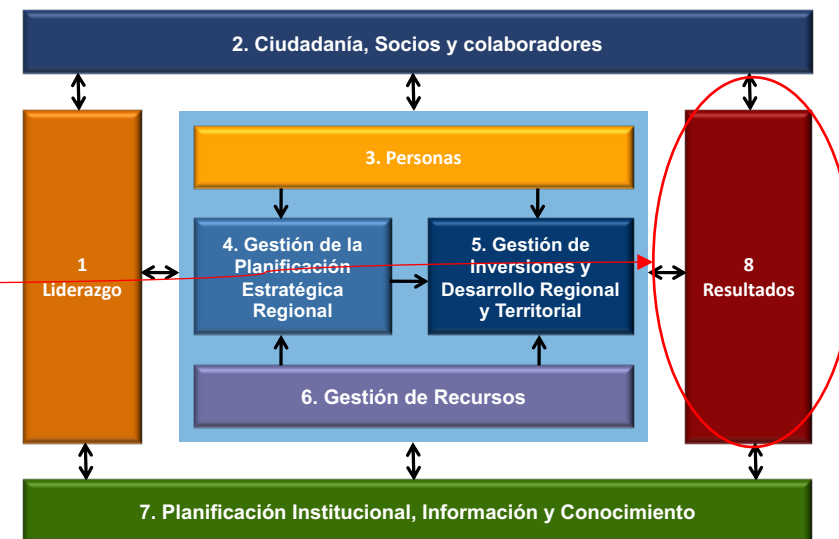 2. Ciudadanía, Socios y colaboradores
3. Personas
1
Liderazgo
4. Gestión de la
Planificación
Estratégica
Regional
5. Gestión de
Inversiones y
Desarrollo Regional
y Territorial
8
Resultados
6. Gestión de Recursos
7. Planificación Institucional, Información y Conocimiento